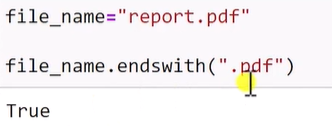 file_name="report.pdf"
file_name.endswith(".pdf")
True